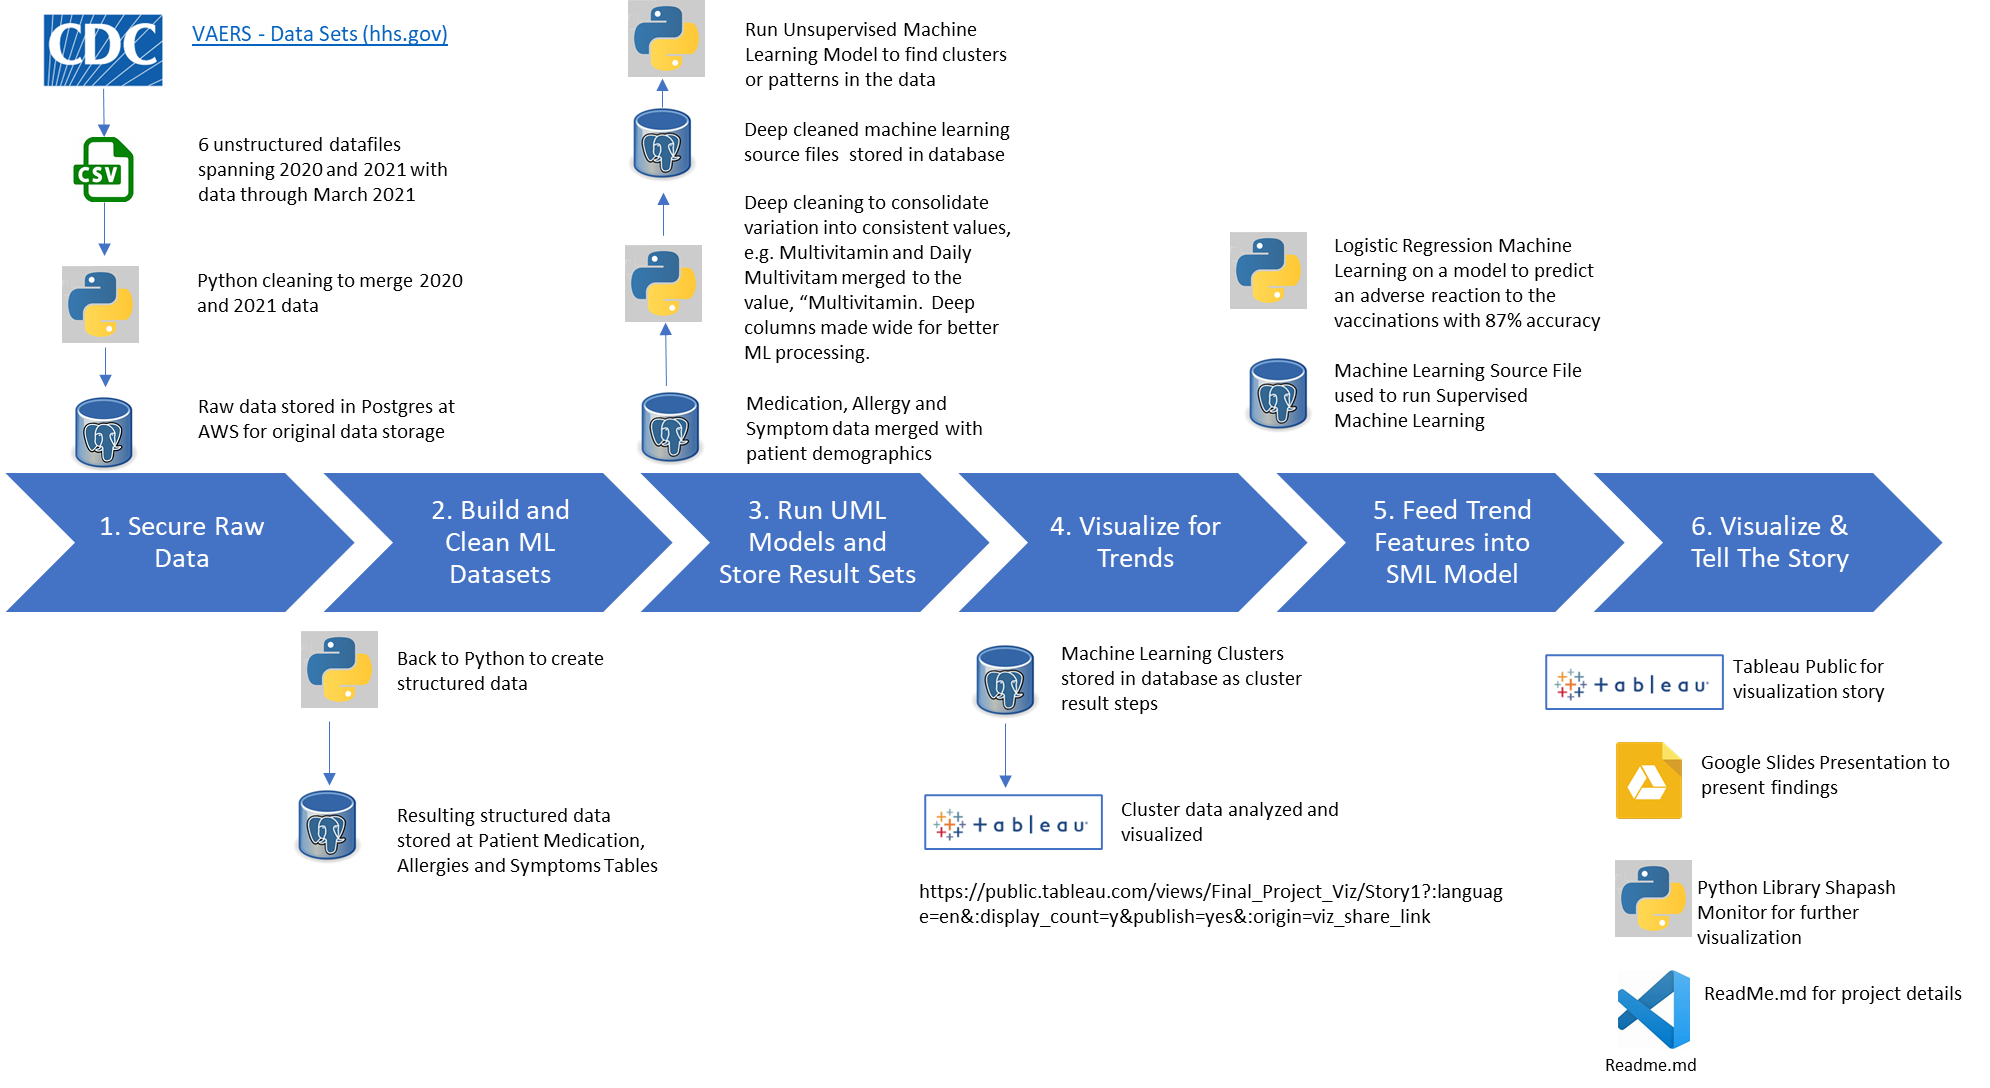 CDC
VAERS - Data Sets (hhs.gov)
CSV
6 unstructured datafiles
spanning 2020 and 2021 with
data through March 2021
Python cleaning to merge 2020
and 2021 data
Raw data stored in Postgres at
AWS for original data storage
Run Unsupervised Machine
Learning Model to find clusters
or patterns in the data
Deep cleaned machine learning
source files stored in database
Deep cleaning to consolidate
variation into consistent values,
e.g. Multivitamin and Daily
Multivitam merged to the
value, “Multivitamin. Deep
columns made wide for better
ML processing.
Medication, Allergy and
Symptom data merged with
patient demographics
Logistic Regression Machine
Learning on a model to predict
an adverse reaction to the
vaccinations with 87% accuracy
Machine Learning Source File
used to run Supervised
Machine Learning
1. Secure Raw
Data
2. Build and
Clean ML
Datasets
3. Run UML
Models and
Store Result Sets
4. Visualize for
Trends
5. Feed Trend
Features into
SML Model
6. Visualize &
Tell The Story
Back to Python to create
structured data
Resulting structured data
stored at Patient Medication,
Allergies and Symptoms Tables
Machine Learning Clusters
stored in database as cluster
result steps
tableau
Cluster data analyzed and
visualized
https://public.tableau.com/views/Final_Project_Viz/Story1?:languag
e=en&:display_count=y&publish=yes&:origin=viz_share_link
tableau
Tableau Public for
visualization story
Google Slides Presentation to
present findings
Python Library Shapash
Monitor for further
visualization
ReadMe.md for project details
Readme.md